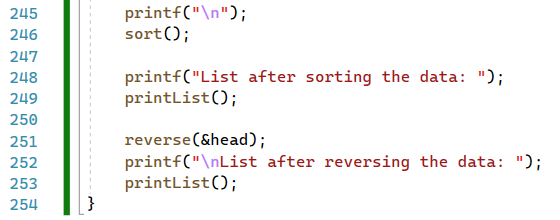 245 printf("\n");
246 sort();
247
248 printf("List after sorting the data: ");
249 printList();
250
251 reverse(&head);
252 printf("\nList after reversing the data: ");
253 printList();
254 }